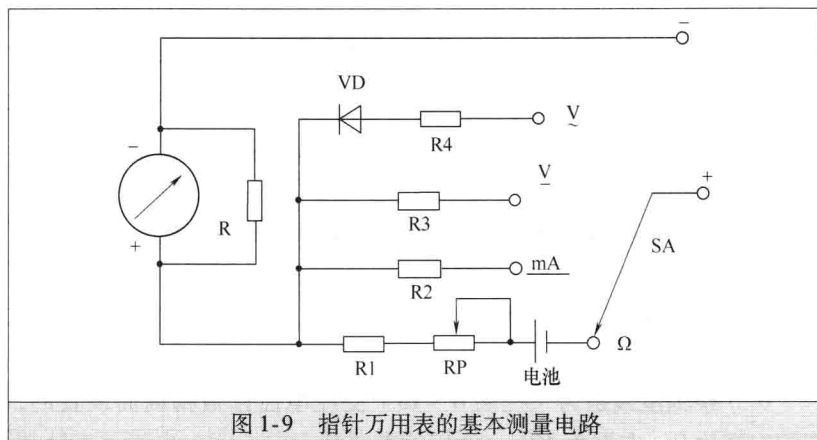 −
VD
V
~
R4
−
V
−
+
R
R3
+
SA
mA
R2
Ω
R1
RP
电池
图1-9 指针万用表的基本测量电路